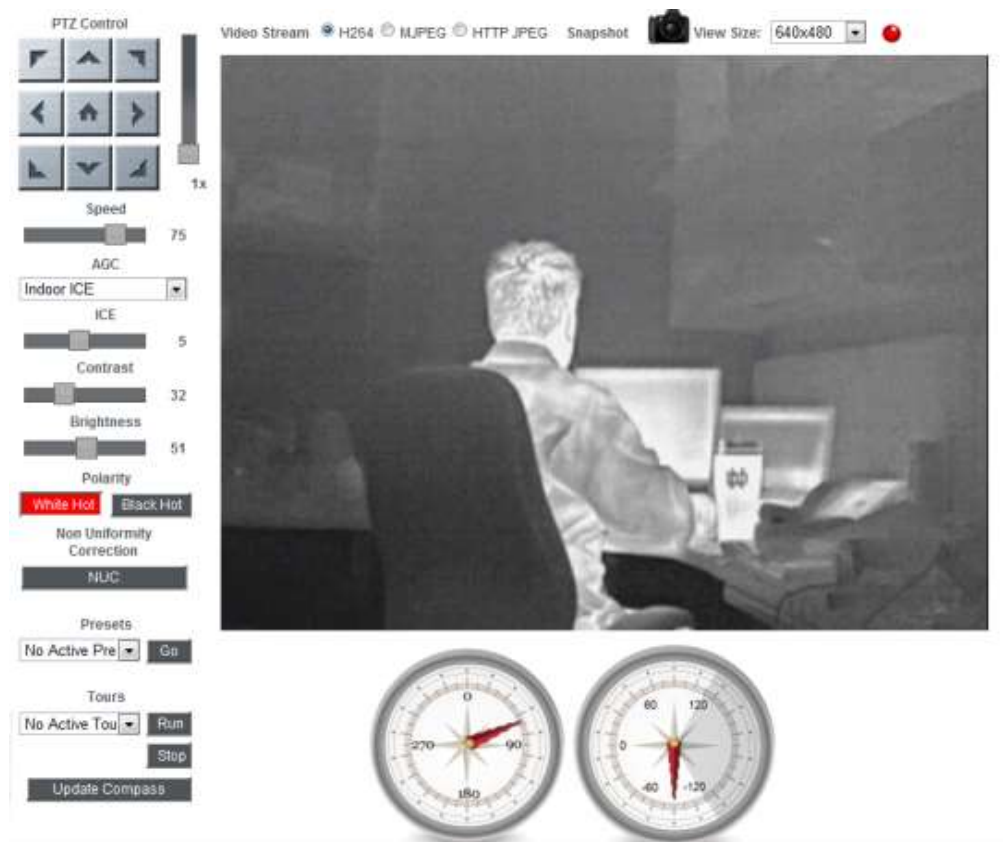 PTZ Control
Video Stream H264 MJPEG HTTP JPEG Snapshot View Size: 640x480
1x
Speed
75
AGC
Indoor ICE
ICE
5
Contrast
32
Brightness
51
Polarity
White Hot Black Hot
Non Uniformity
Correction
NUC
Presets
No Active Pre Go
Tours
No Active Tou Run
Stop
Update Compass
0
270 90
180
60 120
0
-60 -120